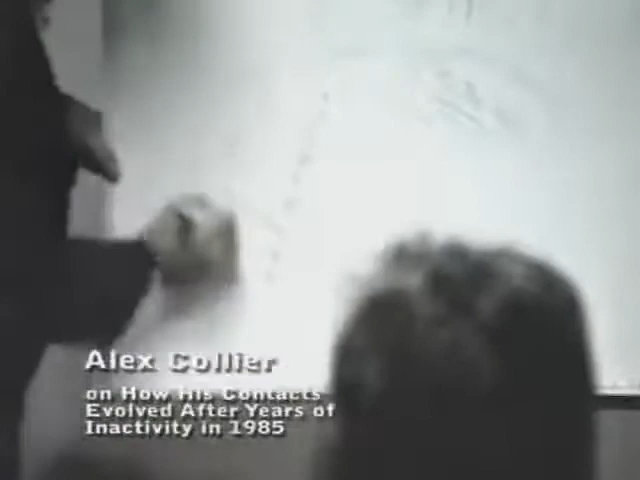 Alex Collier
on How His Contacts
Evolved After Years of
Inactivity in 1985